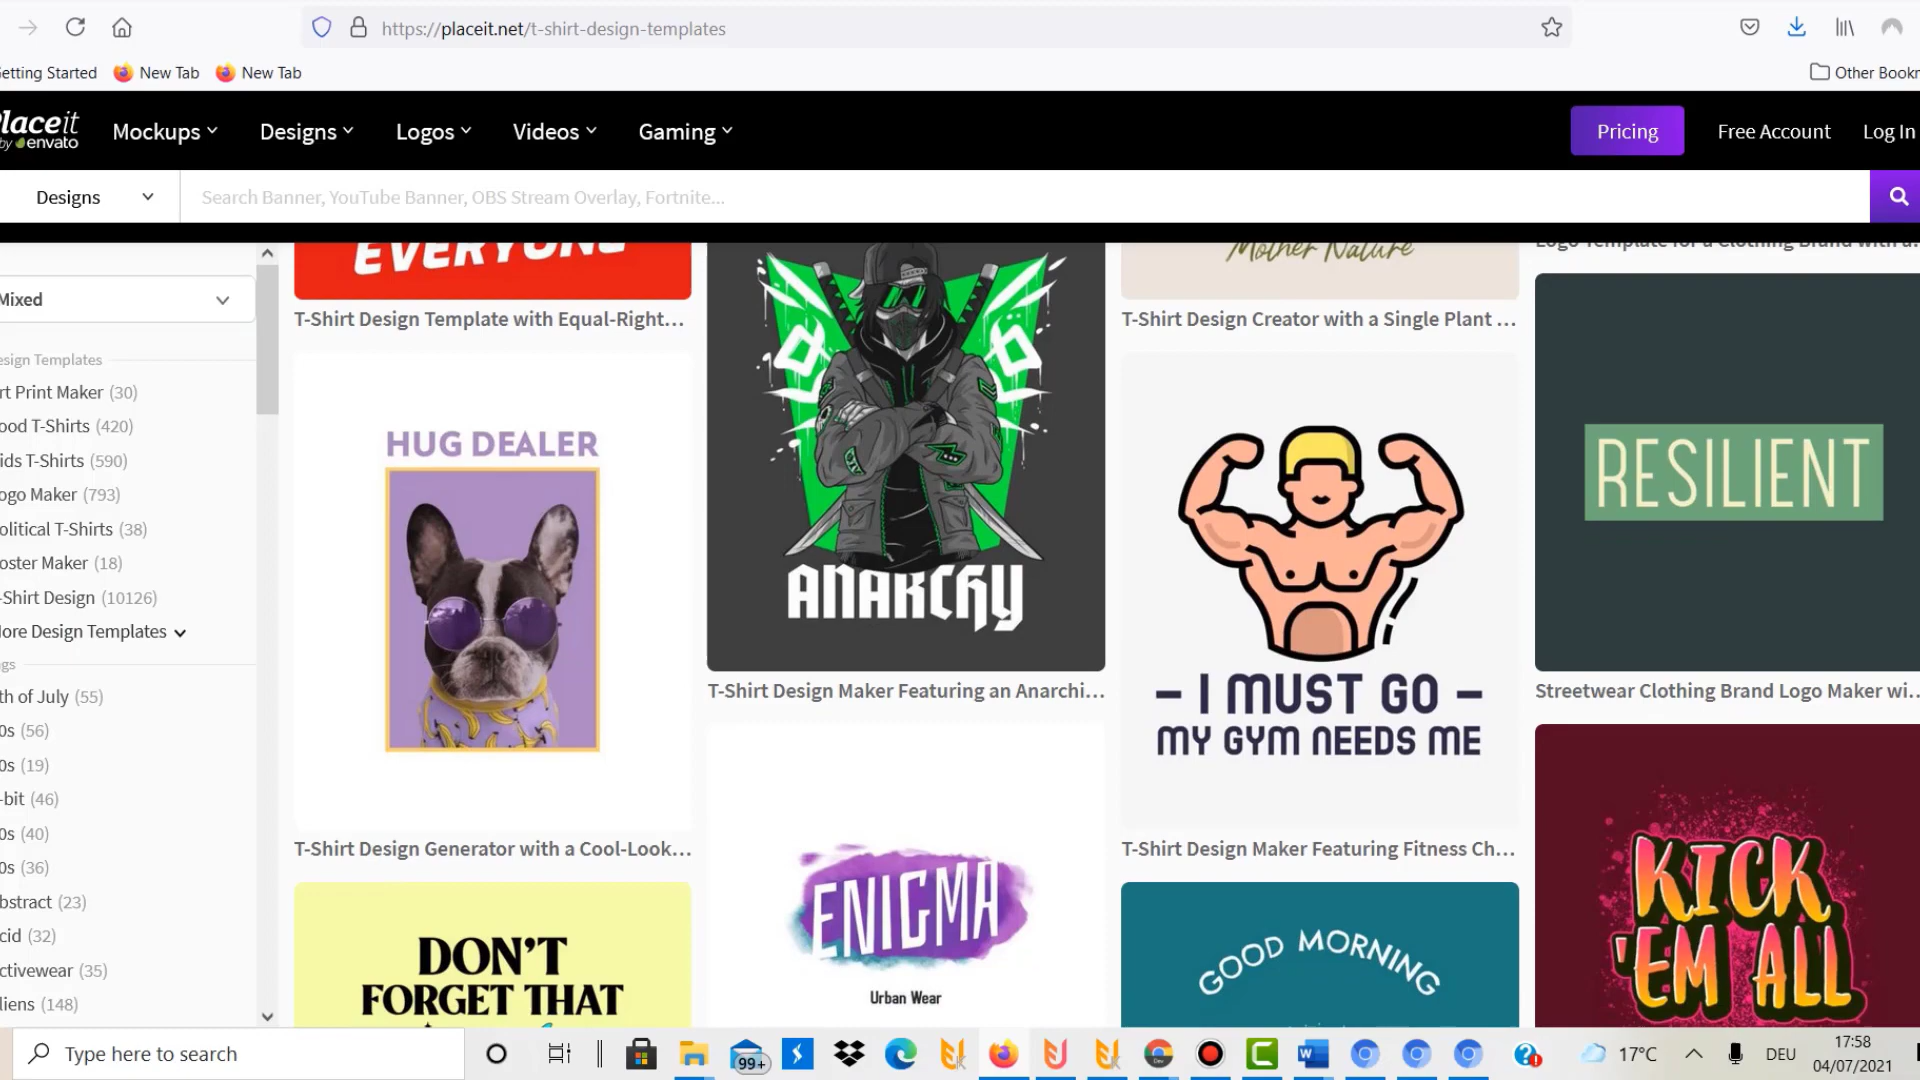 https://placeit.net/t-shirt-design-templates
etting Started
New Tab
New Tab
Other Bookr
laceit
by envato
Mockups
Designs
Logos
Videos
Gaming
Pricing
Free Account
Log In
Designs
Search Banner, YouTube Banner, OBS Stream Overlay, Fortnite...
Mixed
esign Templates
rt Print Maker (30)
ood T-Shirts (420)
ids T-Shirts (590)
ogo Maker (793)
olitical T-Shirts (38)
oster Maker (18)
-Shirt Design (10126)
ore Design Templates
gs
th of July (55)
0s (56)
0s (19)
-bit (46)
0s (40)
0s (36)
bstract (23)
cid (32)
ctivewear (35)
liens (148)
EVERYONE
T-Shirt Design Template with Equal-Right...
HUG DEALER
T-Shirt Design Generator with a Cool-Look...
DON'T
FORGET THAT
ANARCHY
T-Shirt Design Maker Featuring an Anarchi...
ENIGMA
Urban Wear
Mother Nature
T-Shirt Design Creator with a Single Plant ...
– I MUST GO –
MY GYM NEEDS ME
T-Shirt Design Maker Featuring Fitness Ch...
GOOD MORNING
Logo Template for a Clothing Brand with a...
RESILIENT
Streetwear Clothing Brand Logo Maker wi...
KICK
'EM ALL
Type here to search
99+
17°C
DEU
17:58
04/07/2021